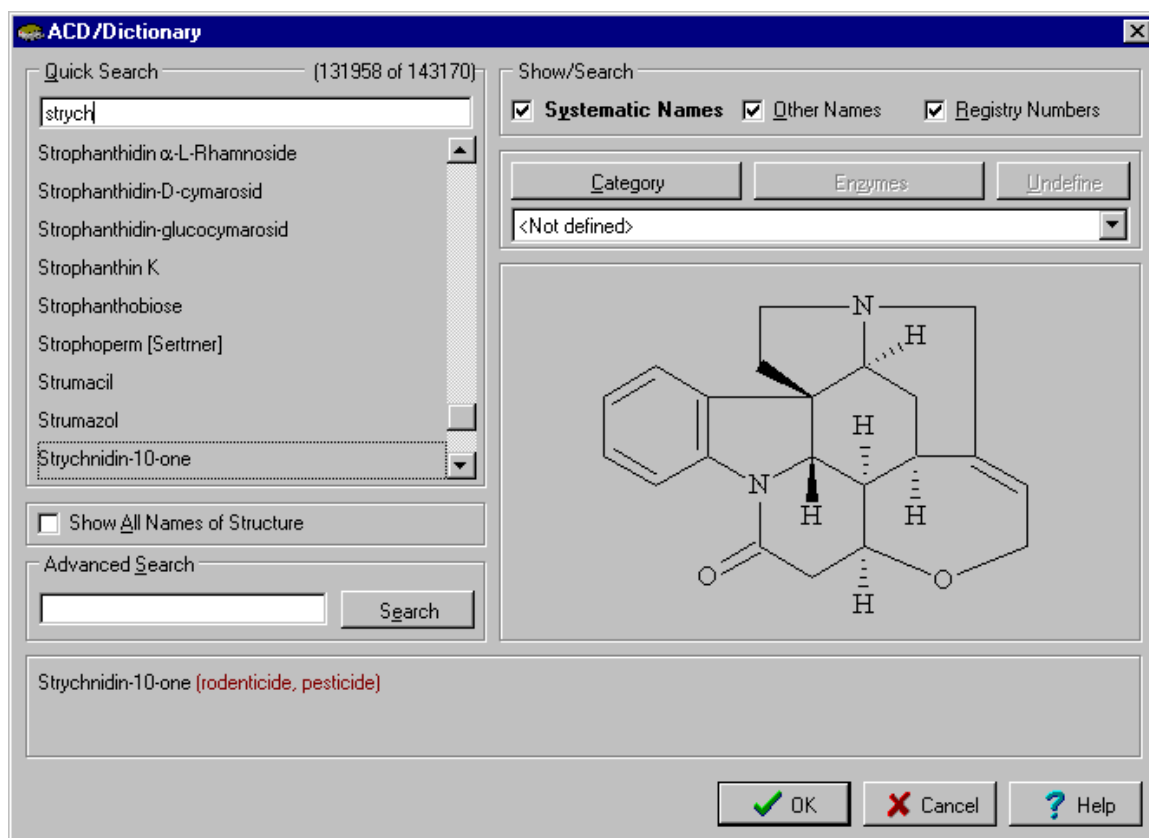 ACD/Dictionary
Quick Search (131958 of 143170)
strych
Strophanthidin α-L-Rhamnoside
Strophanthidin-D-cymarosid
Strophanthidin-glucocymarosid
Strophanthin K
Strophanthobiose
Strophoperm [Sertrner]
Strumacil
Strumazol
Strychnidin-10-one
Show All Names of Structure
Advanced Search
Search
Show/Search
Systematic Names Other Names Registry Numbers
Category Enzymes Undefine
<Not defined>
N
H
H
N
H
H
O
O
H
Strychnidin-10-one (rodenticide, pesticide)
OK Cancel Help